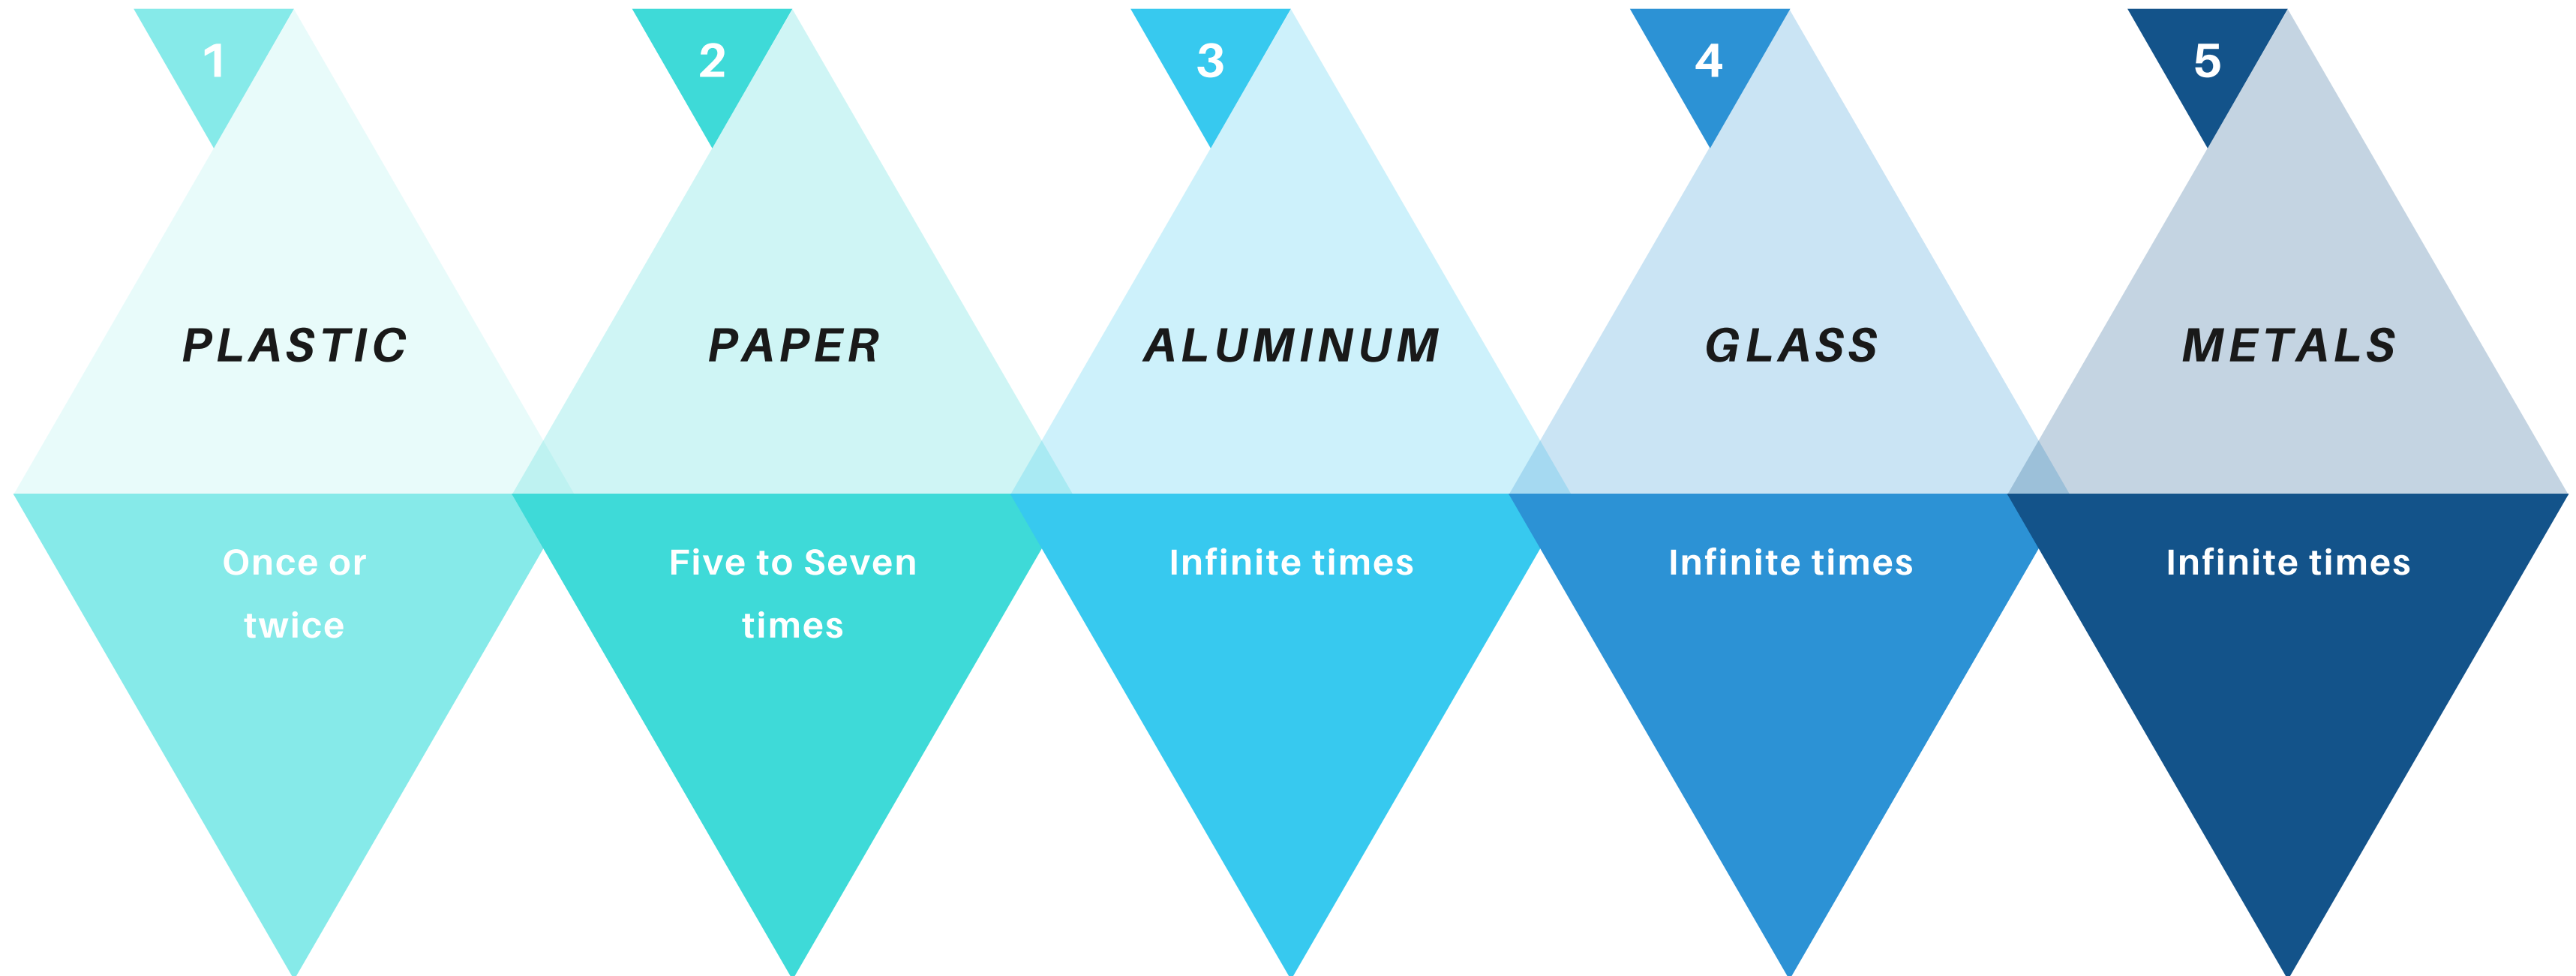 1
PLASTIC
Once or
twice
2
PAPER
Five to Seven
times
3
ALUMINUM
Infinite times
4
GLASS
Infinite times
5
METALS
Infinite times